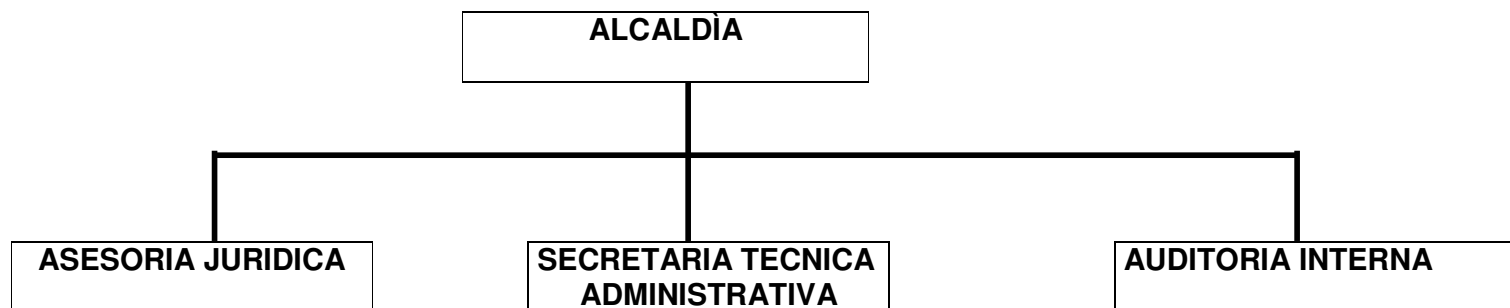 ALCALDÌA
ASESORIA JURIDICA
SECRETARIA TECNICA
ADMINISTRATIVA
AUDITORIA INTERNA